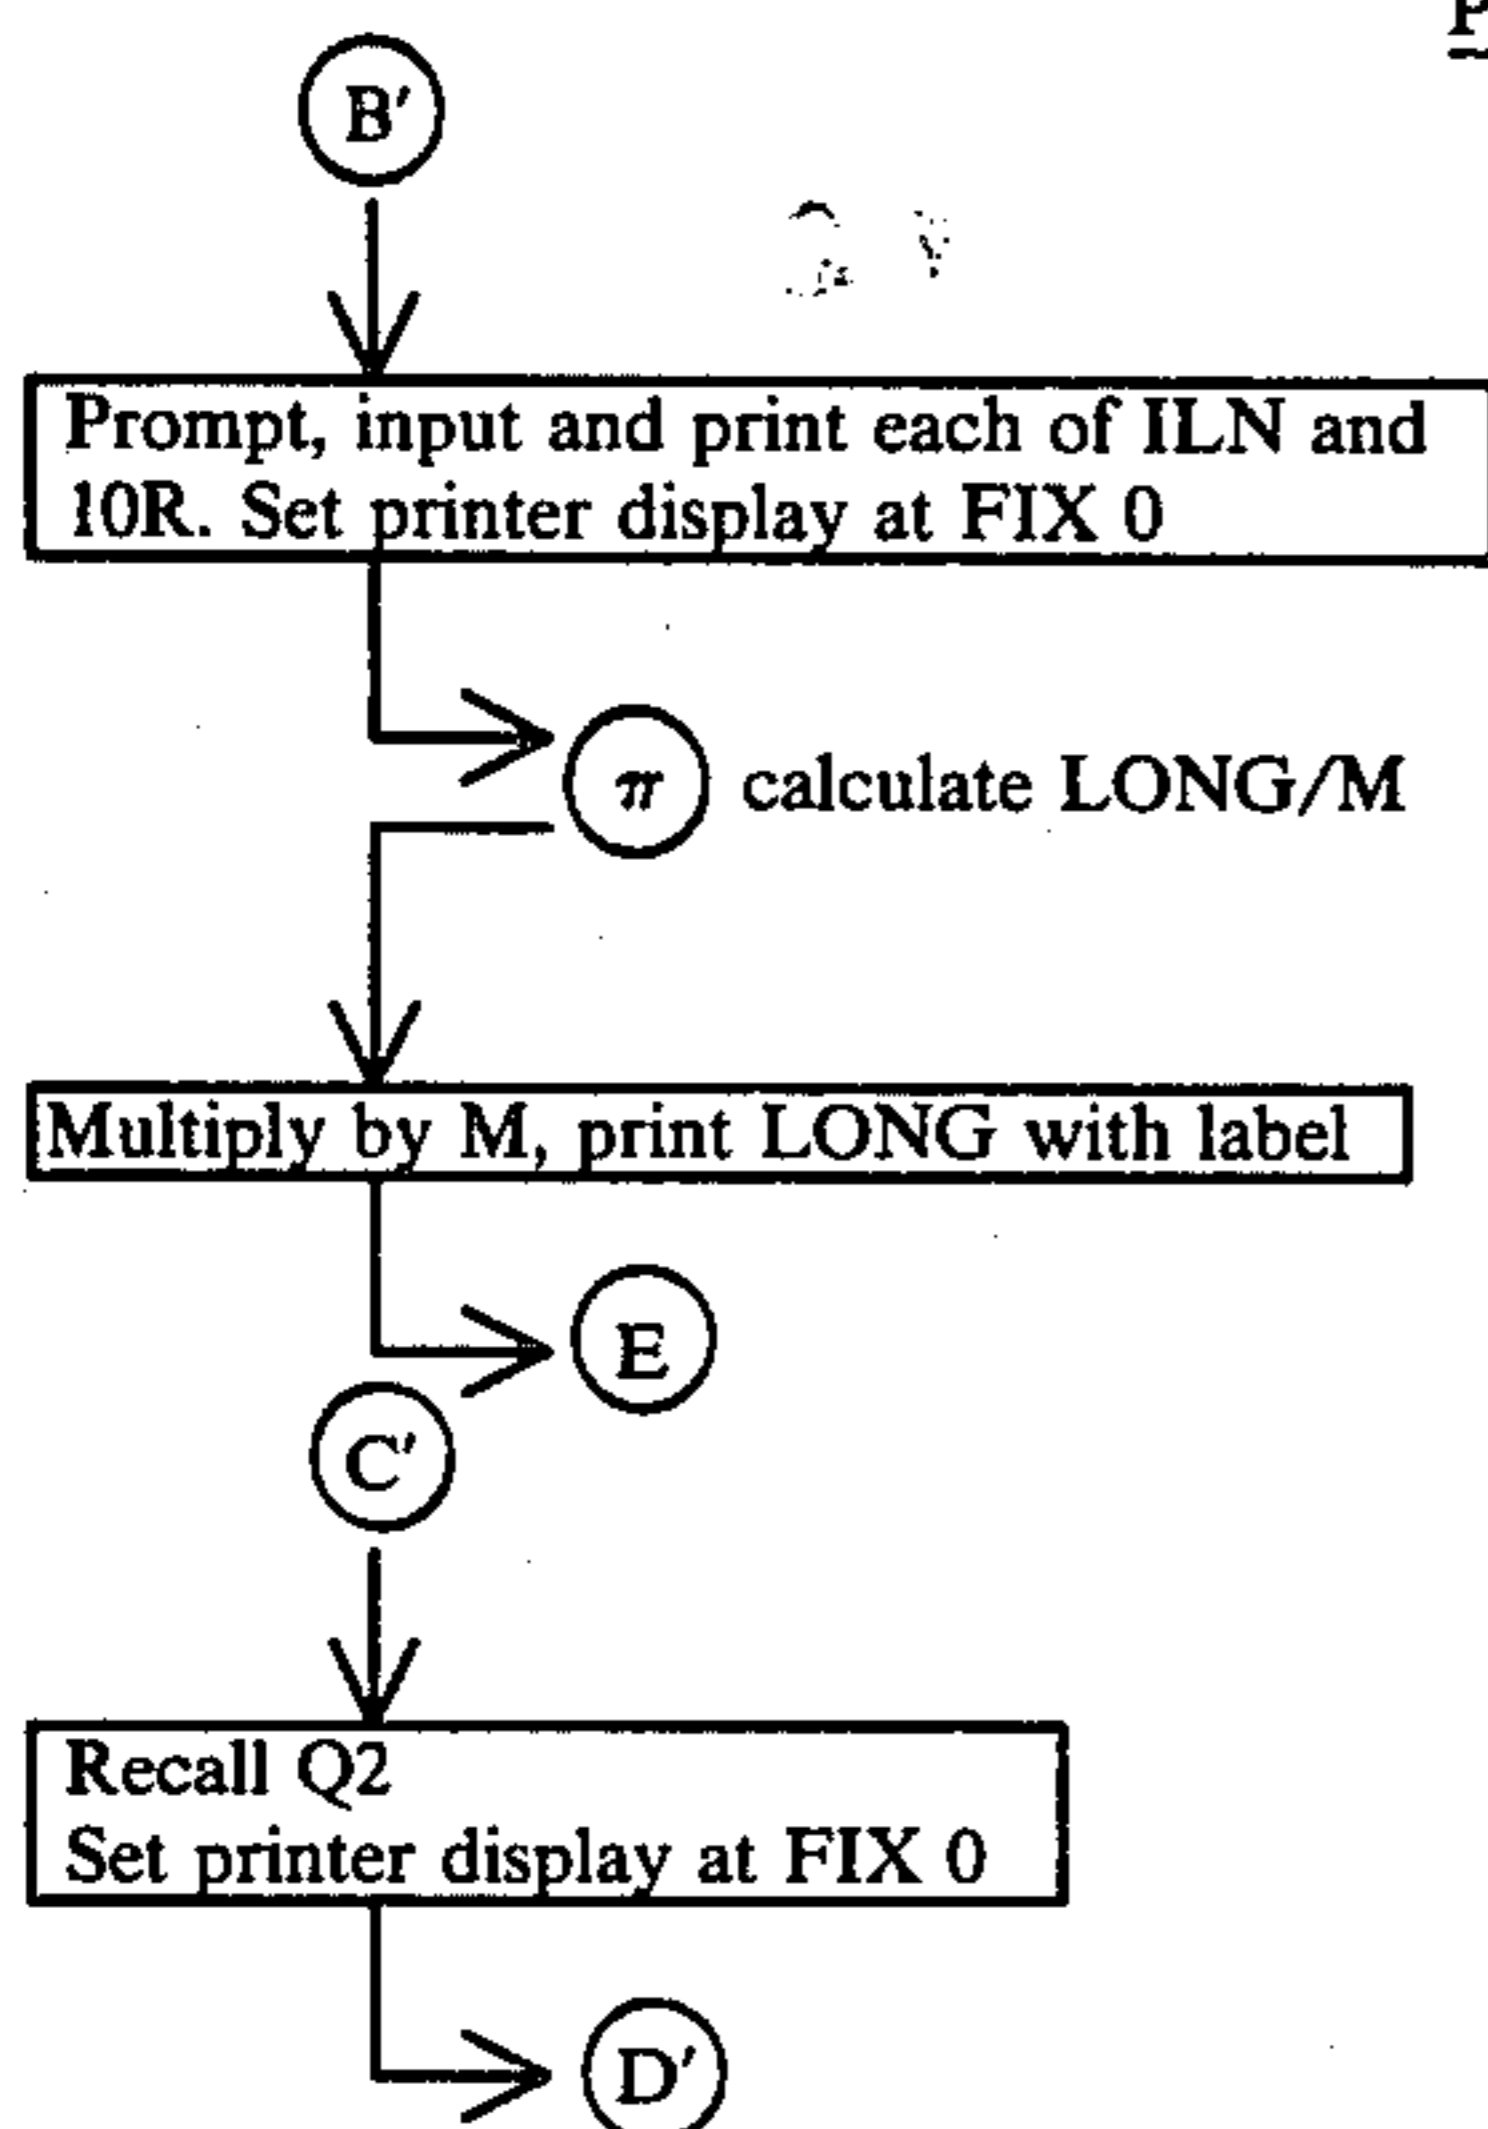 B′
Prompt, input and print each of ILN and
10R. Set printer display at FIX 0
π calculate LONG/M
Multiply by M, print LONG with label
E
C′
Recall Q2
Set printer display at FIX 0
D′